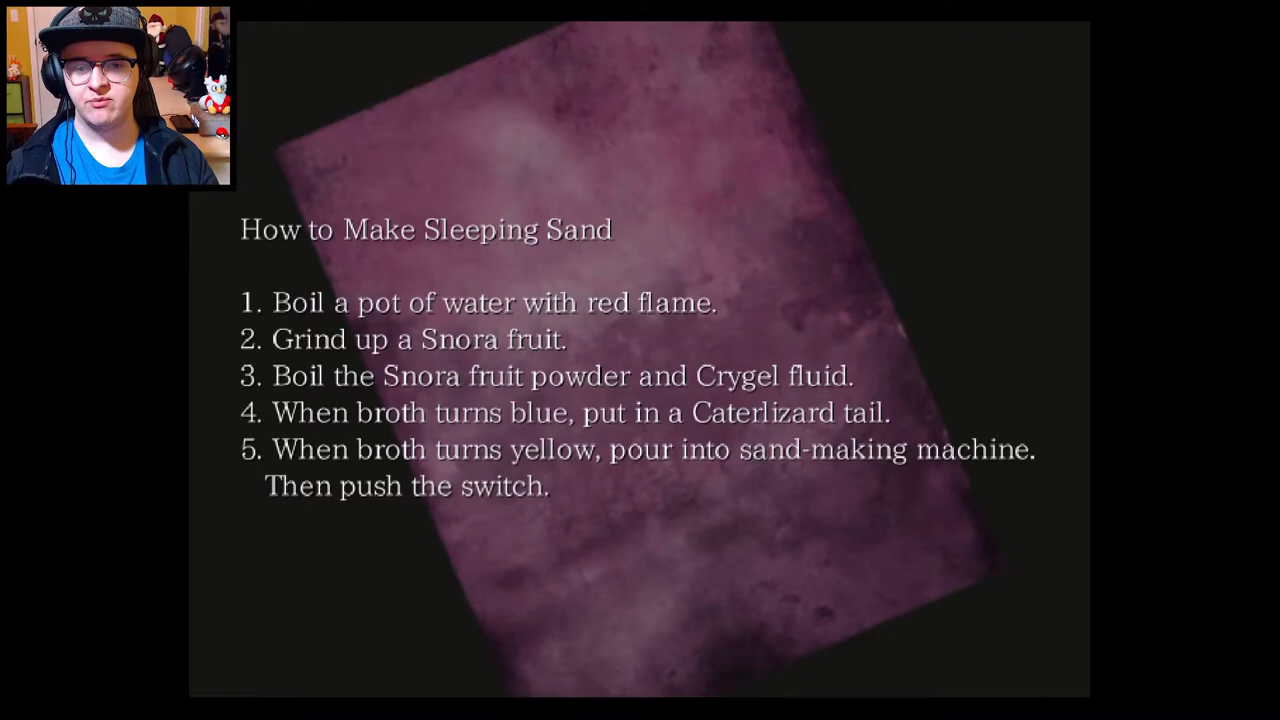 How to Make Sleeping Sand
1. Boil a pot of water with red flame.
2. Grind up a Snora fruit.
3. Boil the Snora fruit powder and Crygel fluid.
4. When broth turns blue, put in a Caterlizard tail.
5. When broth turns yellow, pour into sand-making machine.
Then push the switch.